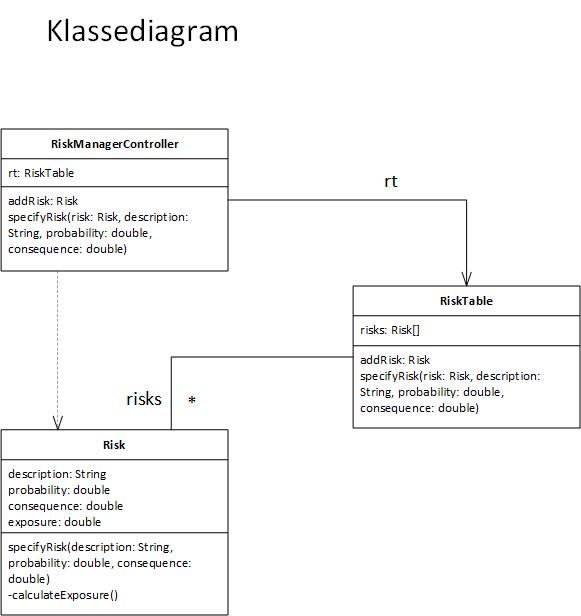 Klassediagram
RiskManagerController
rt: RiskTable
addRisk: Risk
specifyRisk(risk: Risk, description:
String, probability: double,
consequence: double)
rt
RiskTable
risks: Risk[]
addRisk: Risk
specifyRisk(risk: Risk, description:
String, probability: double,
consequence: double)
risks *
Risk
description: String
probability: double
consequence: double
exposure: double
specifyRisk(description: String,
probability: double, consequence:
double)
-calculateExposure()